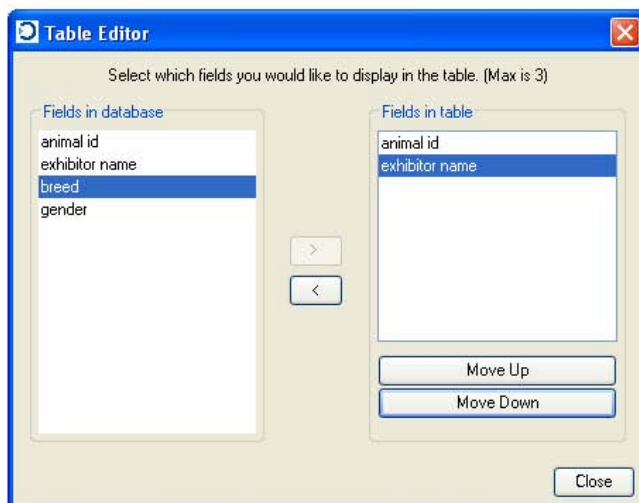 Table Editor
Select which fields you would like to display in the table. (Max is 3)
Fields in database
animal id
exhibitor name
breed
gender
>
<
Fields in table
animal id
exhibitor name
Move Up
Move Down
Close